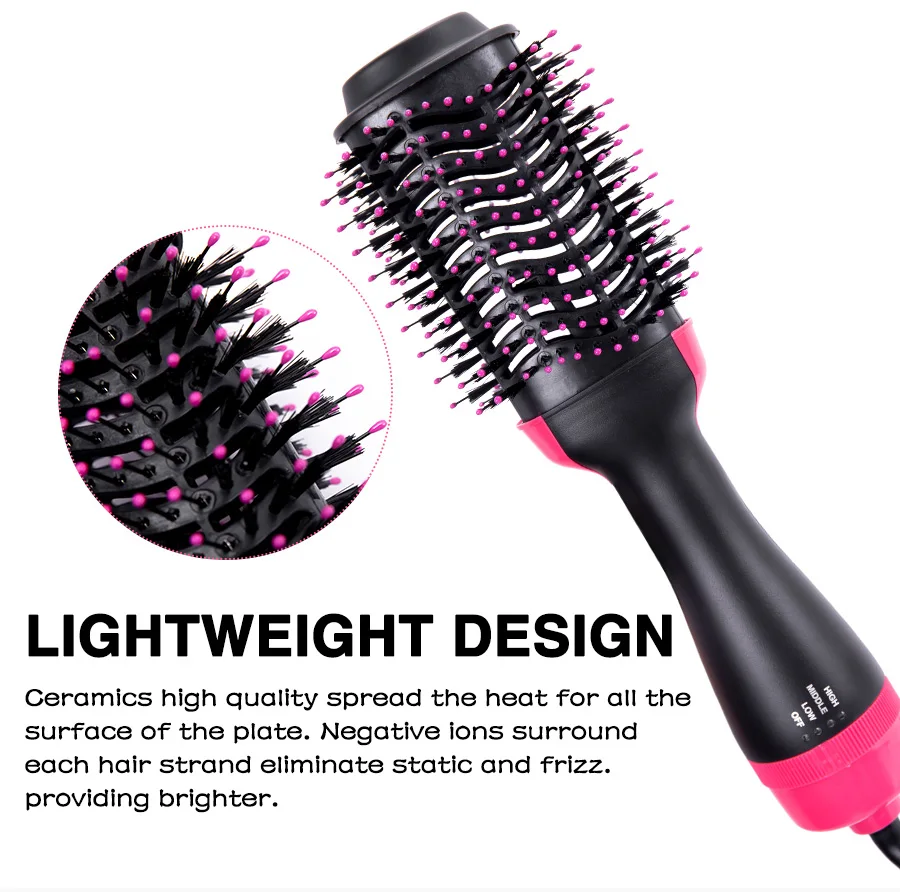 HIGH
MIDDLE
LOW
OFF
LIGHTWEIGHT DESIGN
Ceramics high quality spread the heat for all the
surface of the plate. Negative ions surround
each hair strand eliminate static and frizz.
providing brighter.